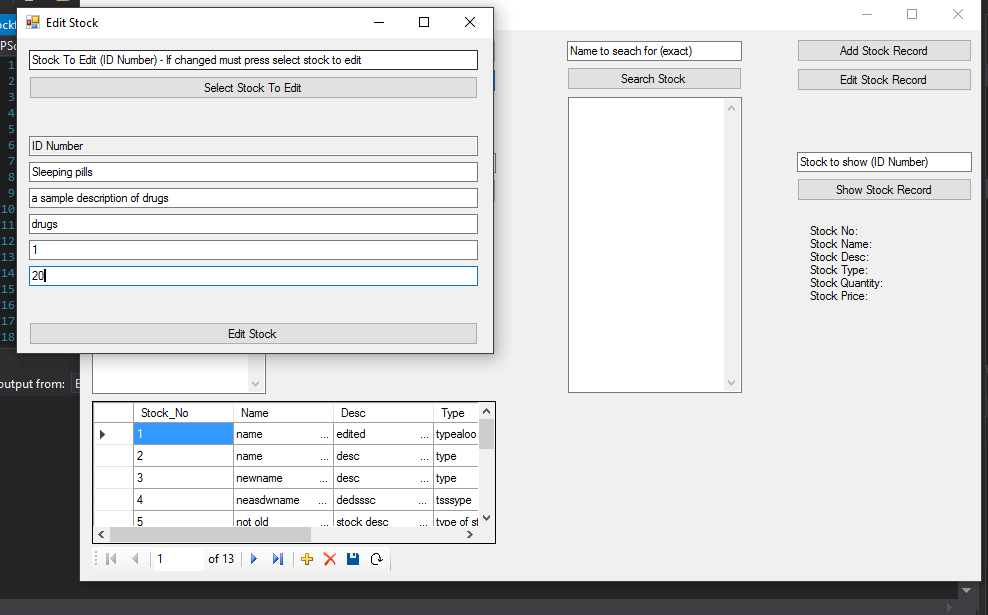 Edit Stock
Stock To Edit (ID Number) - If changed must press select stock to edit
Select Stock To Edit
ID Number
Sleeping pills
a sample description of drugs
drugs
1
20
Edit Stock
1
2
3
4
5
6
7
8
9
10
11
12
13
14
15
16
17
18
output from:
Name to seach for (exact)
Search Stock
Add Stock Record
Edit Stock Record
Stock to show (ID Number)
Show Stock Record
Stock No:
Stock Name:
Stock Desc:
Stock Type:
Stock Quantity:
Stock Price:
Stock_No Name Desc Type
1 name ... edited ... typealoo
2 name ... desc ... type
3 newname ... desc ... type
4 neasdwname ... dedsssc ... tsssype
5 not old ... stock desc ... type of st
1 of 13